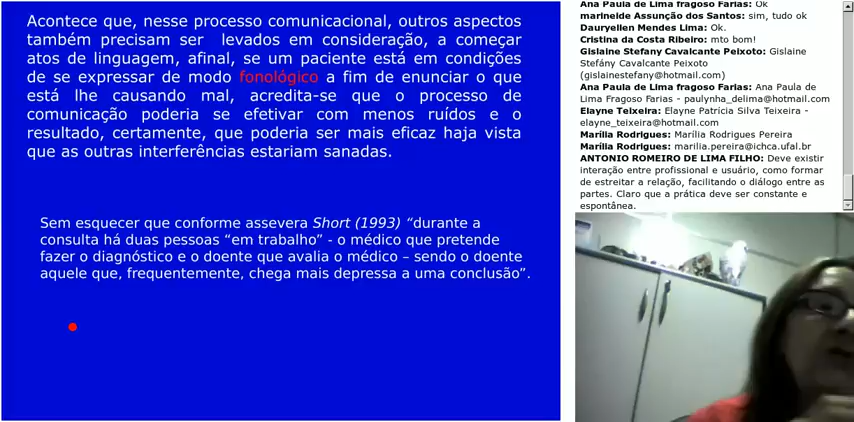 Acontece que, nesse processo comunicacional, outros aspectos
também precisam ser levados em consideração, a começar
atos de linguagem, afinal, se um paciente está em condições
de se expressar de modo fonológico a fim de enunciar o que
está lhe causando mal, acredita-se que o processo de
comunicação poderia se efetivar com menos ruídos e o
resultado, certamente, que poderia ser mais eficaz haja vista
que as outras interferências estariam sanadas.
Sem esquecer que conforme assevera Short (1993) “durante a
consulta há duas pessoas “em trabalho” - o médico que pretende
fazer o diagnóstico e o doente que avalia o médico – sendo o doente
aquele que, frequentemente, chega mais depressa a uma conclusão”.
Ana Paula de Lima fragoso Farias: Ok
marinelde Assunção dos Santos: sim, tudo ok
Dauryellen Mendes Lima: Ok.
Cristina da Costa Ribeiro: mto bom!
Gislaine Stefany Cavalcante Peixoto: Gislaine
Stefány Cavalcante Peixoto
(gislainestefany@hotmail.com)
Ana Paula de Lima fragoso Farias: Ana Paula de
Lima Fragoso Farias - paulynha_delima@hotmail.com
Elayne Teixeira: Elayne Patrícia Silva Teixeira -
elayne_teixeira@hotmail.com
Marília Rodrigues: Marília Rodrigues Pereira
Marília Rodrigues: marilia.pereira@ichca.ufal.br
ANTONIO ROMEIRO DE LIMA FILHO: Deve existir
interação entre profissional e usuário, como formar
de estreitar a relação, facilitando o diálogo entre as
partes. Claro que a prática deve ser constante e
espontânea.